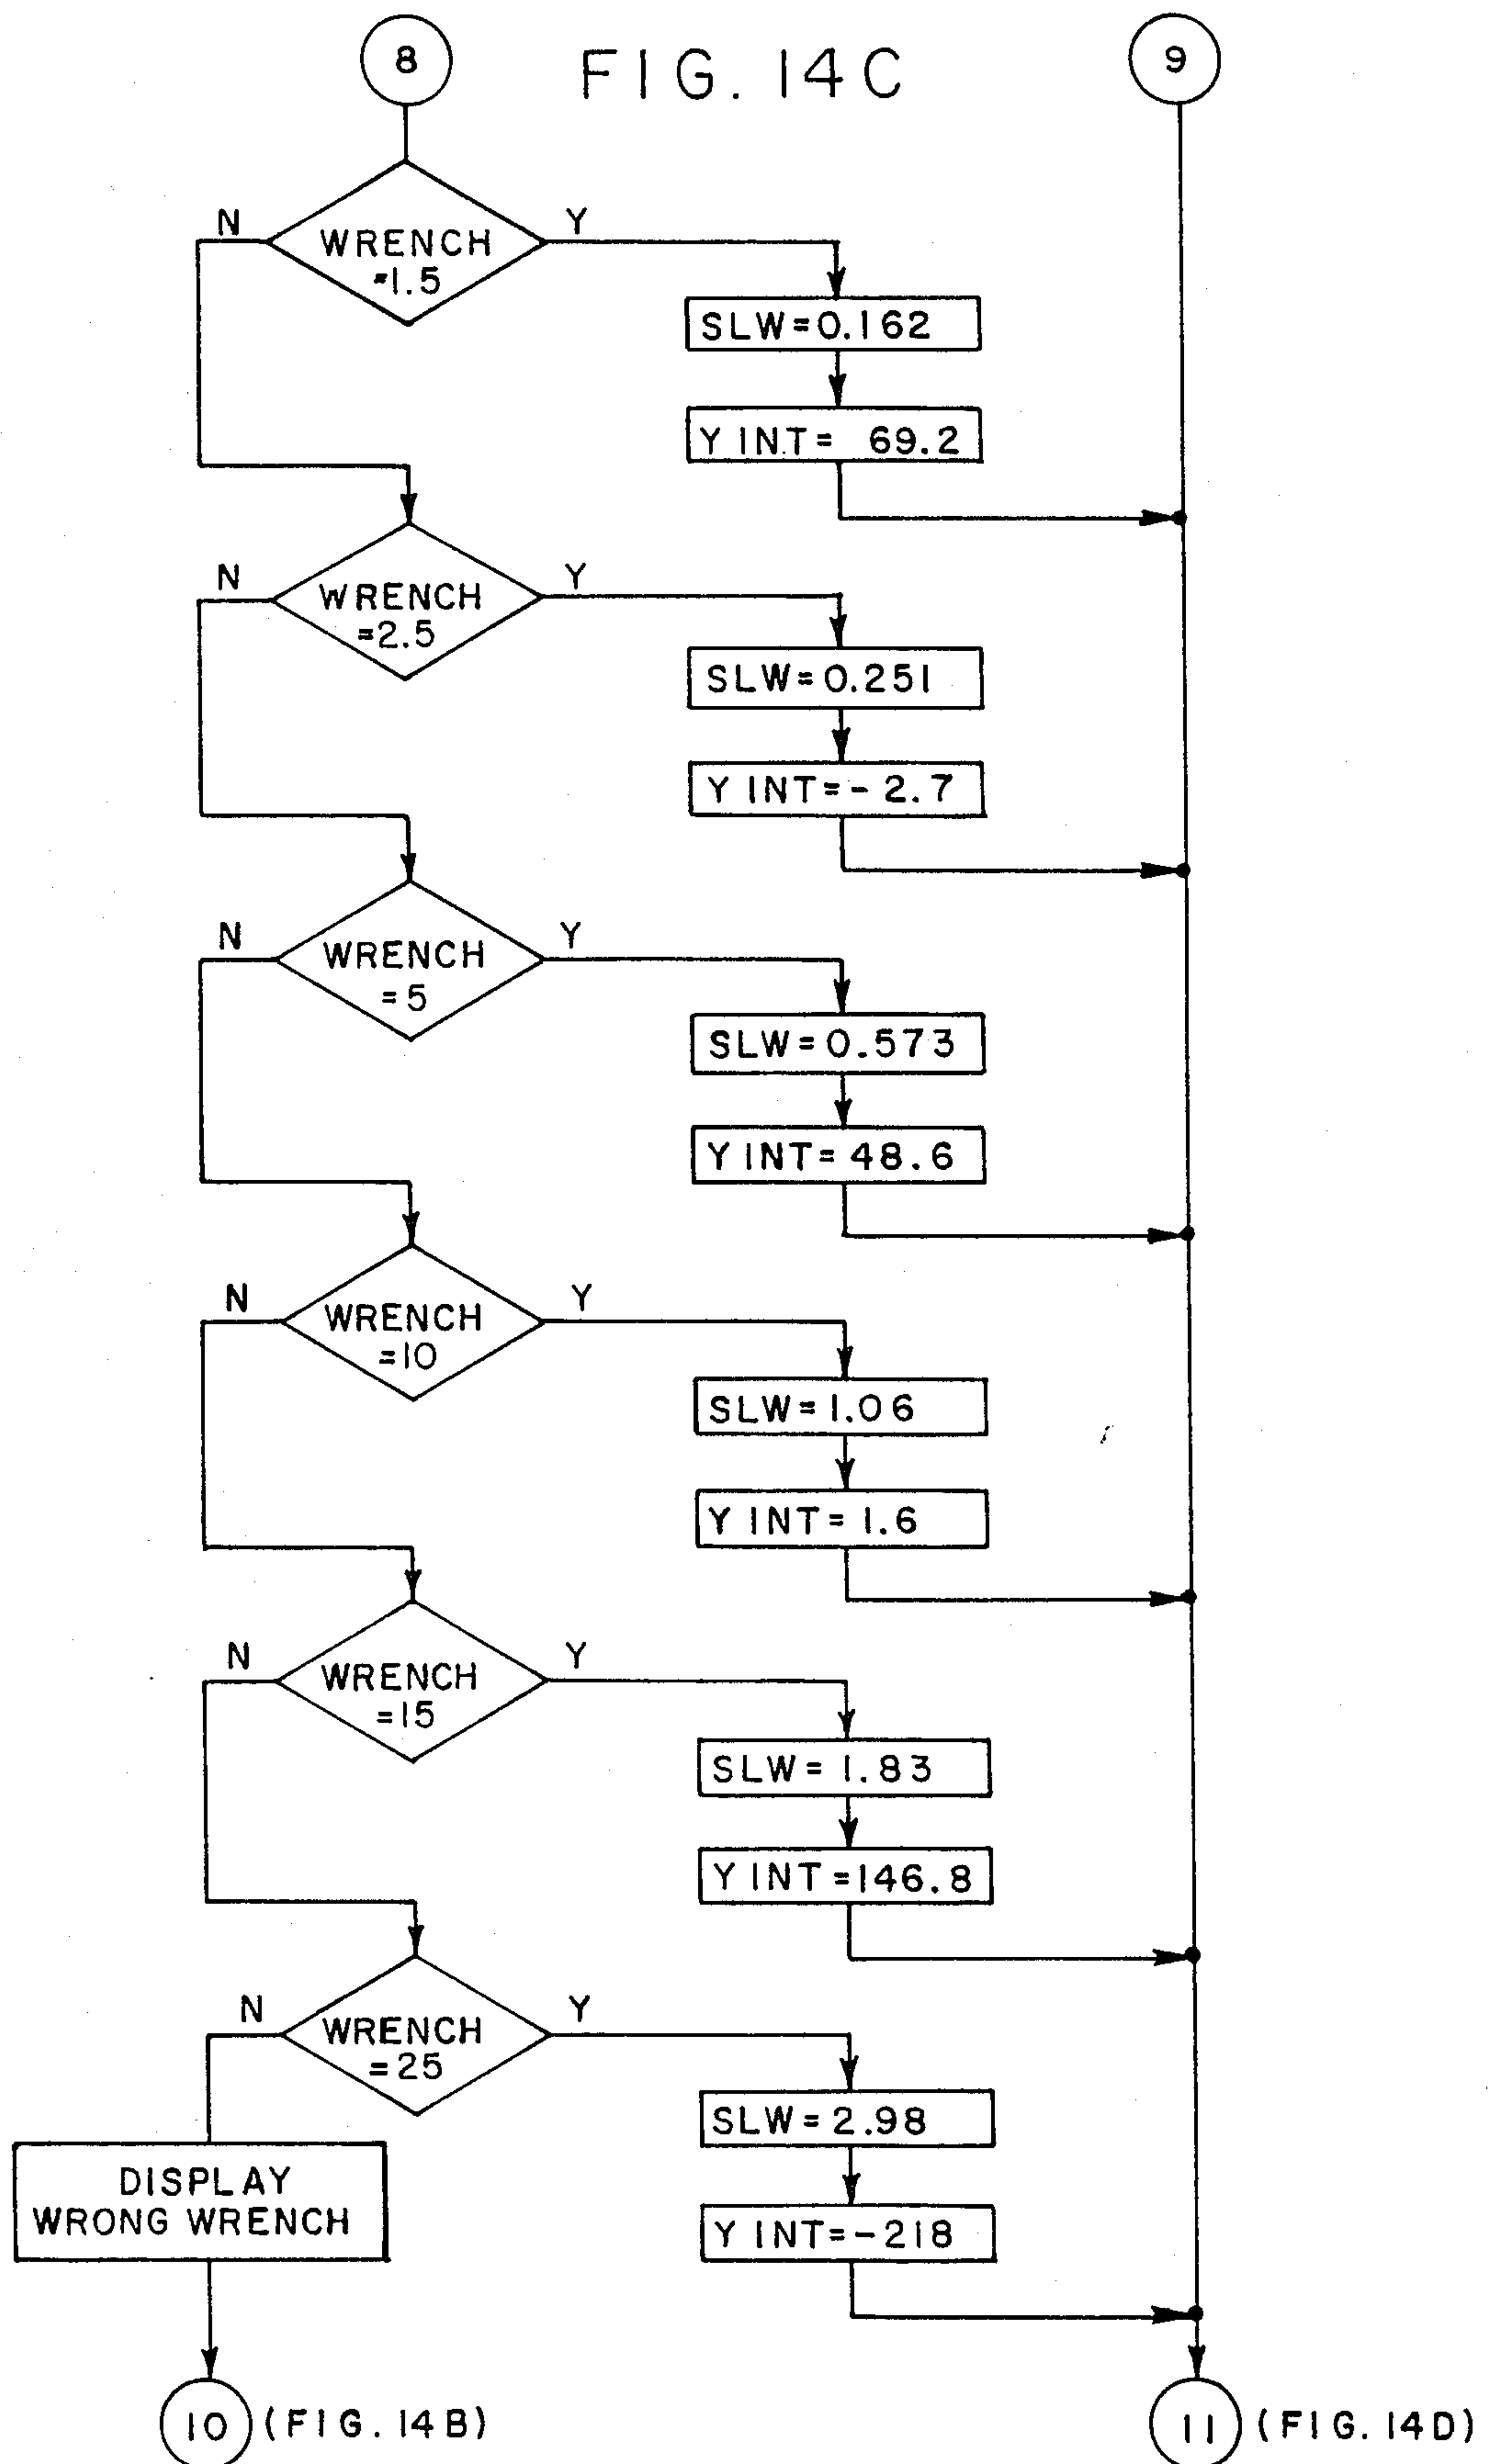 8
FIG. 14C
9
N
Y
WRENCH
=1.5
SLW=0.162
Y INT= 69.2
N
Y
WRENCH
=2.5
SLW=0.251
Y INT=-2.7
N
Y
WRENCH
=5
SLW=0.573
Y INT=48.6
N
Y
WRENCH
=10
SLW=1.06
Y INT=1.6
N
Y
WRENCH
=15
SLW=1.83
Y INT=146.8
N
Y
WRENCH
=25
SLW=2.98
DISPLAY
WRONG WRENCH
Y INT=-218
10 (FIG. 14B)
11 (FIG. 14D)